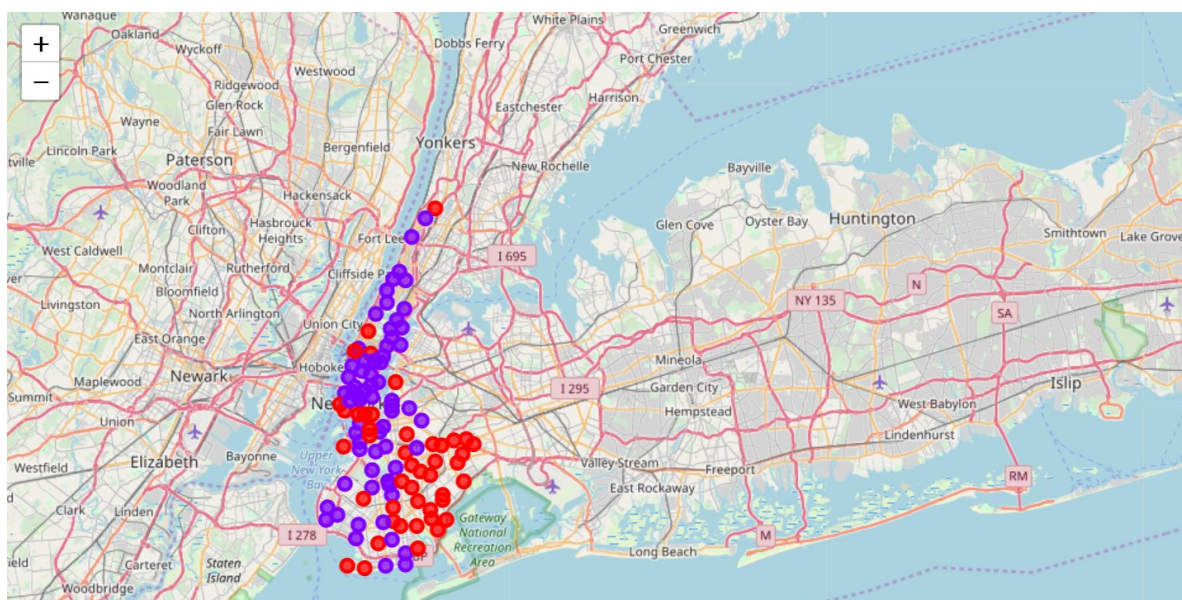 Wanaque
White Plains
Greenwich
+
Oakland
Dobbs Ferry
Wyckoff
Port Chester
Westwood
−
Ridgewood
Harrison
Glen Rock
Eastchester
Wayne
Fair Lawn
Yonkers
Lincoln Park
Bergenfield
Paterson
New Rochelle
Bayville
Woodland
Park
Hackensack
Huntington
Hasbrouck
Heights
Glen Cove
Oyster Bay
Clifton
Fort Lee
Smithtown
Lake Grove
West Caldwell
I 695
Montclair
Rutherford
Cliffside
N
Bloomfield
NY 135
Livingston
North Arlington
SA
Union City
East Orange
Mineola
Hoboke
Newark
Maplewood
I 295
Garden City
Islip
Summit
West Babylon
Hempstead
Union
Lindenhurst
Upper
New York
Bay
Bayonne
Elizabeth
Westfield
Valley Stream
Freeport
RM
East Rockaway
Clark
Linden
Gateway
National
Recreation
Area
I 278
M
Long Beach
Carteret
Staten
Island
Woodbridge